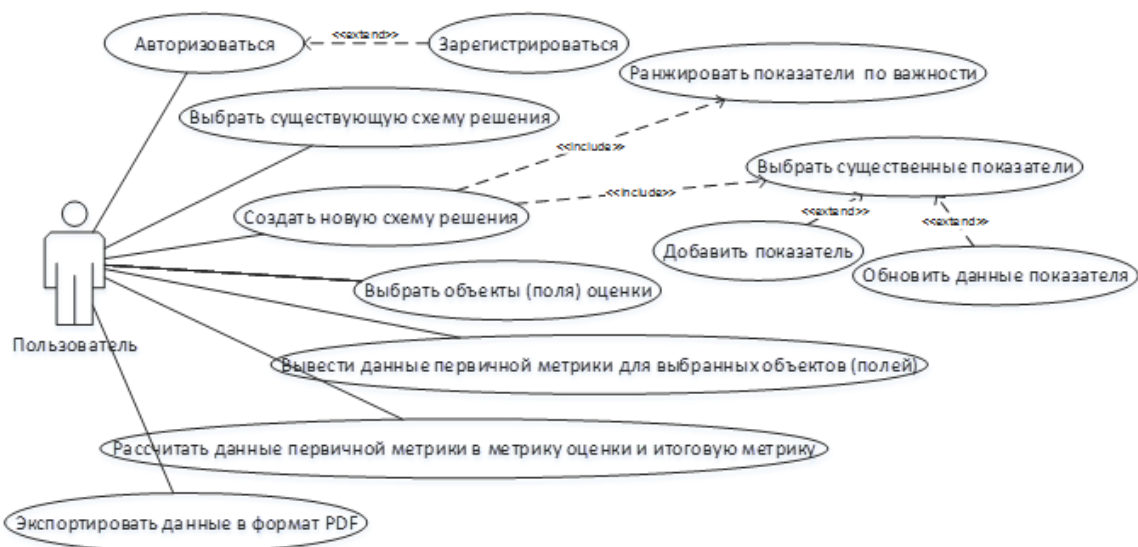 Авторизоваться
<<extend>>
Зарегистрироваться
Ранжировать показатели по важности
Выбрать существующую схему решения
<<include>>
Выбрать существенные показатели
<<include>>
Создать новую схему решения
<<extend>>
<<extend>>
Добавить показатель
Обновить данные показателя
Выбрать объекты (поля) оценки
Пользователь
Вывести данные первичной метрики для выбранных объектов (полей)
Рассчитать данные первичной метрики в метрику оценки и итоговую метрику
Экспортировать данные в формат PDF